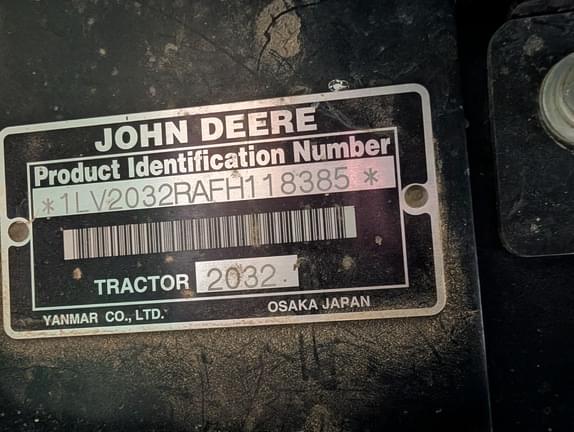 JOHN DEERE
Product Identification Number
*1LV2032RAFH118385*
TRACTOR 2032.
YANMAR CO., LTD. OSAKA JAPAN